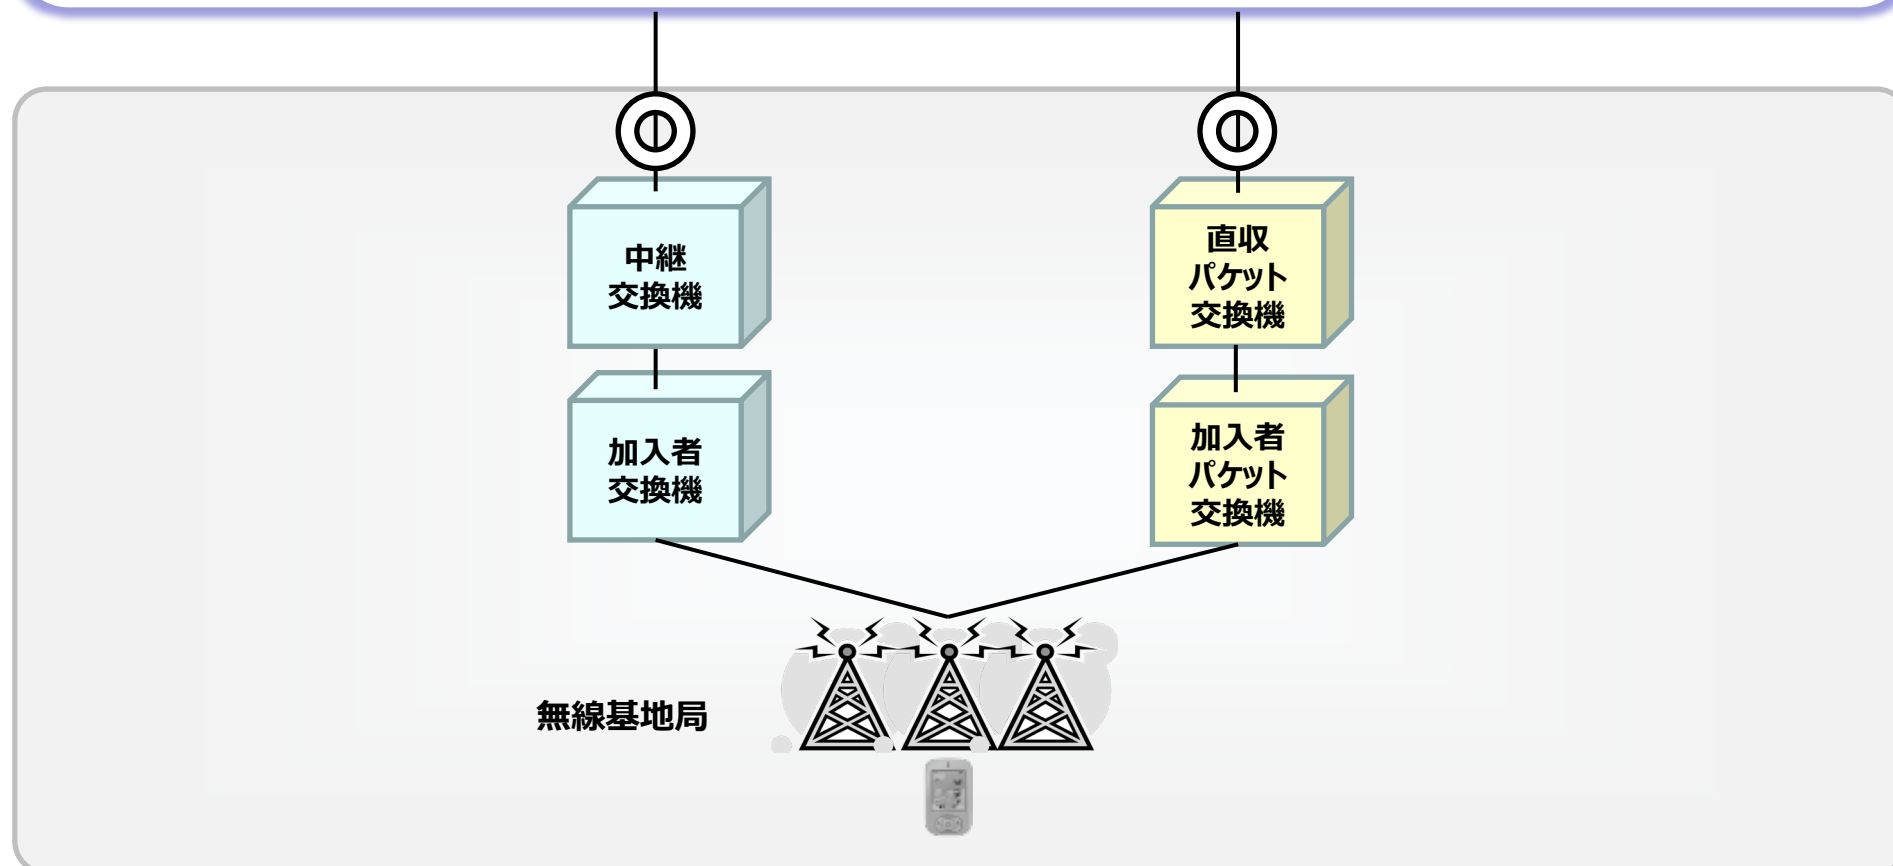 中継
交換機
直収
パケット
交換機
加入者
交換機
加入者
パケット
交換機
無線基地局